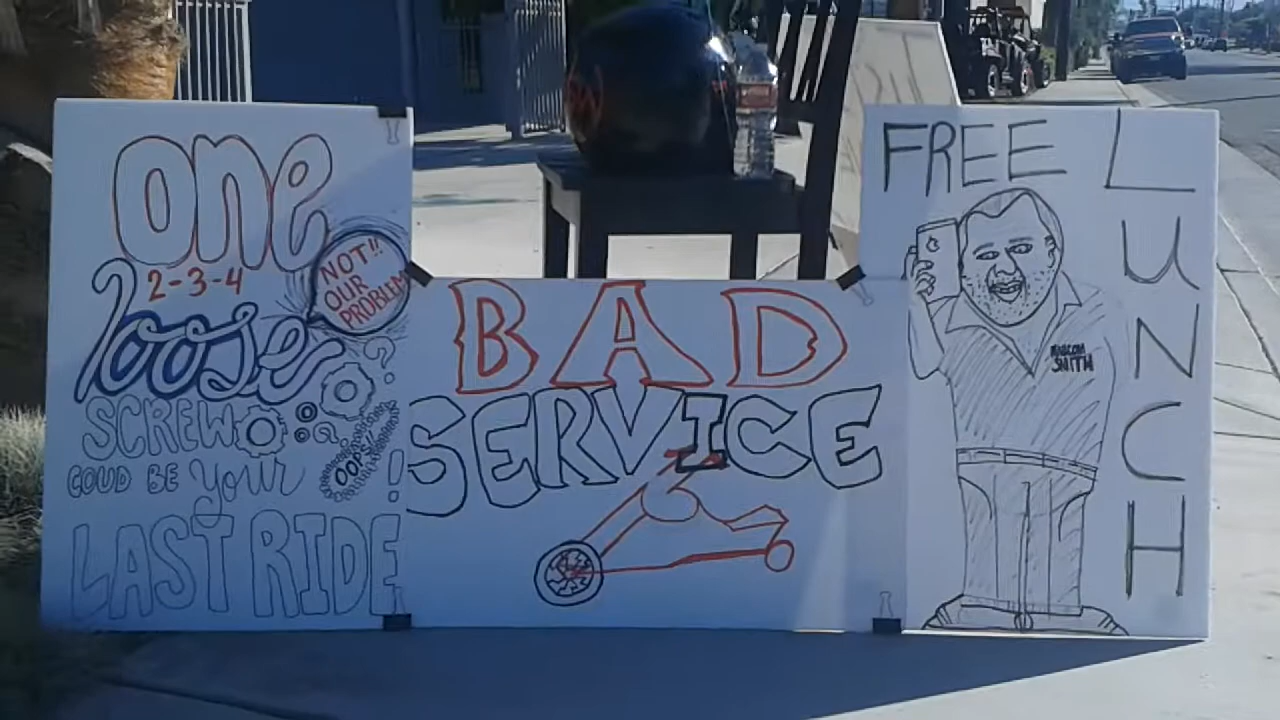 one
2-3-4
loose
NOT!!
OUR
PROBLEM
?
SCREW
OOPS!!
COUD BE your !
LAST RIDE
BAD
SERVICE
FREE
LUNCH
SMITH